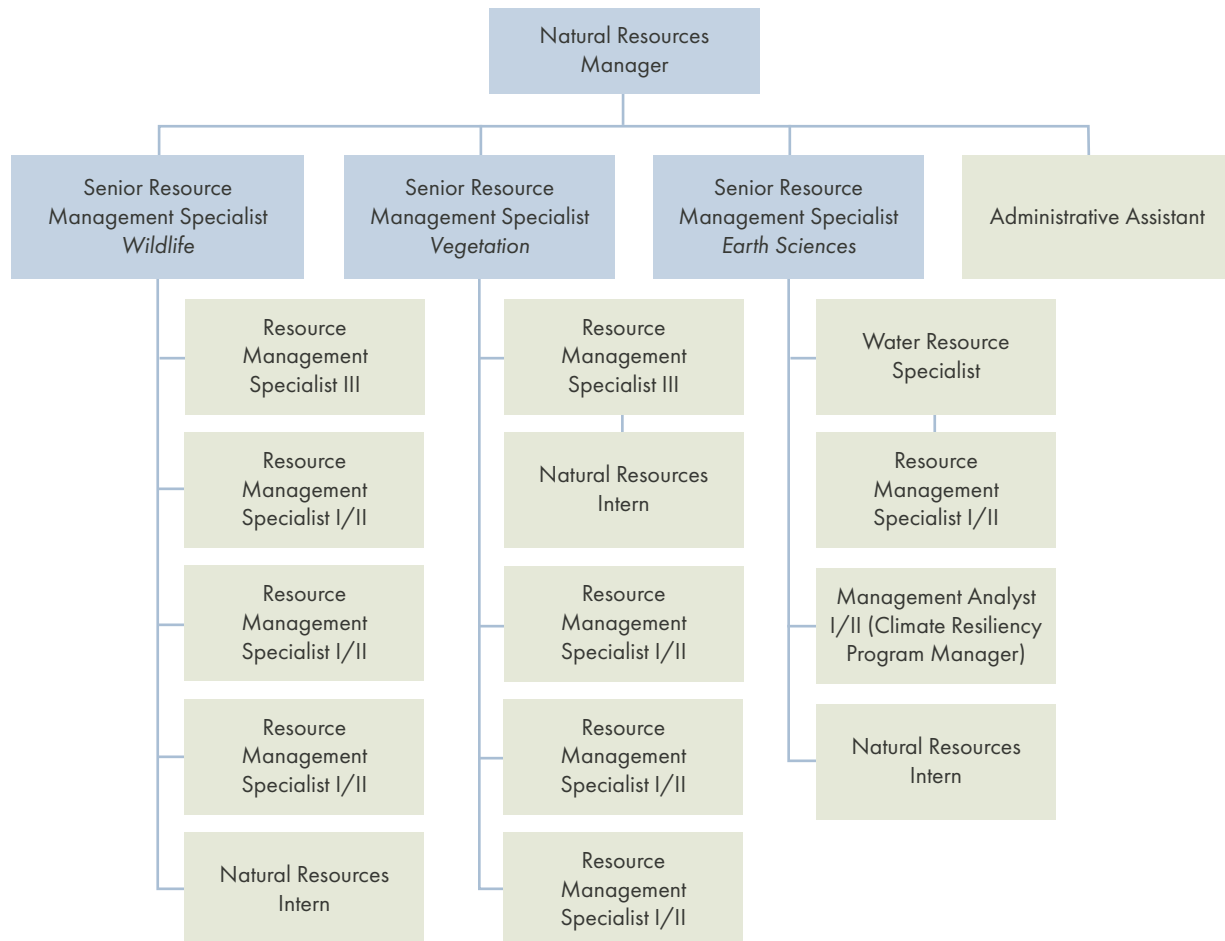 Natural Resources
Manager
Senior Resource
Management Specialist
Wildlife
Senior Resource
Management Specialist
Vegetation
Senior Resource
Management Specialist
Earth Sciences
Administrative Assistant
Resource
Management
Specialist III
Resource
Management
Specialist I/II
Resource
Management
Specialist I/II
Resource
Management
Specialist I/II
Natural Resources
Intern
Resource
Management
Specialist III
Natural Resources
Intern
Resource
Management
Specialist I/II
Resource
Management
Specialist I/II
Resource
Management
Specialist I/II
Water Resource
Specialist
Resource
Management
Specialist I/II
Management Analyst
I/II (Climate Resiliency
Program Manager)
Natural Resources
Intern